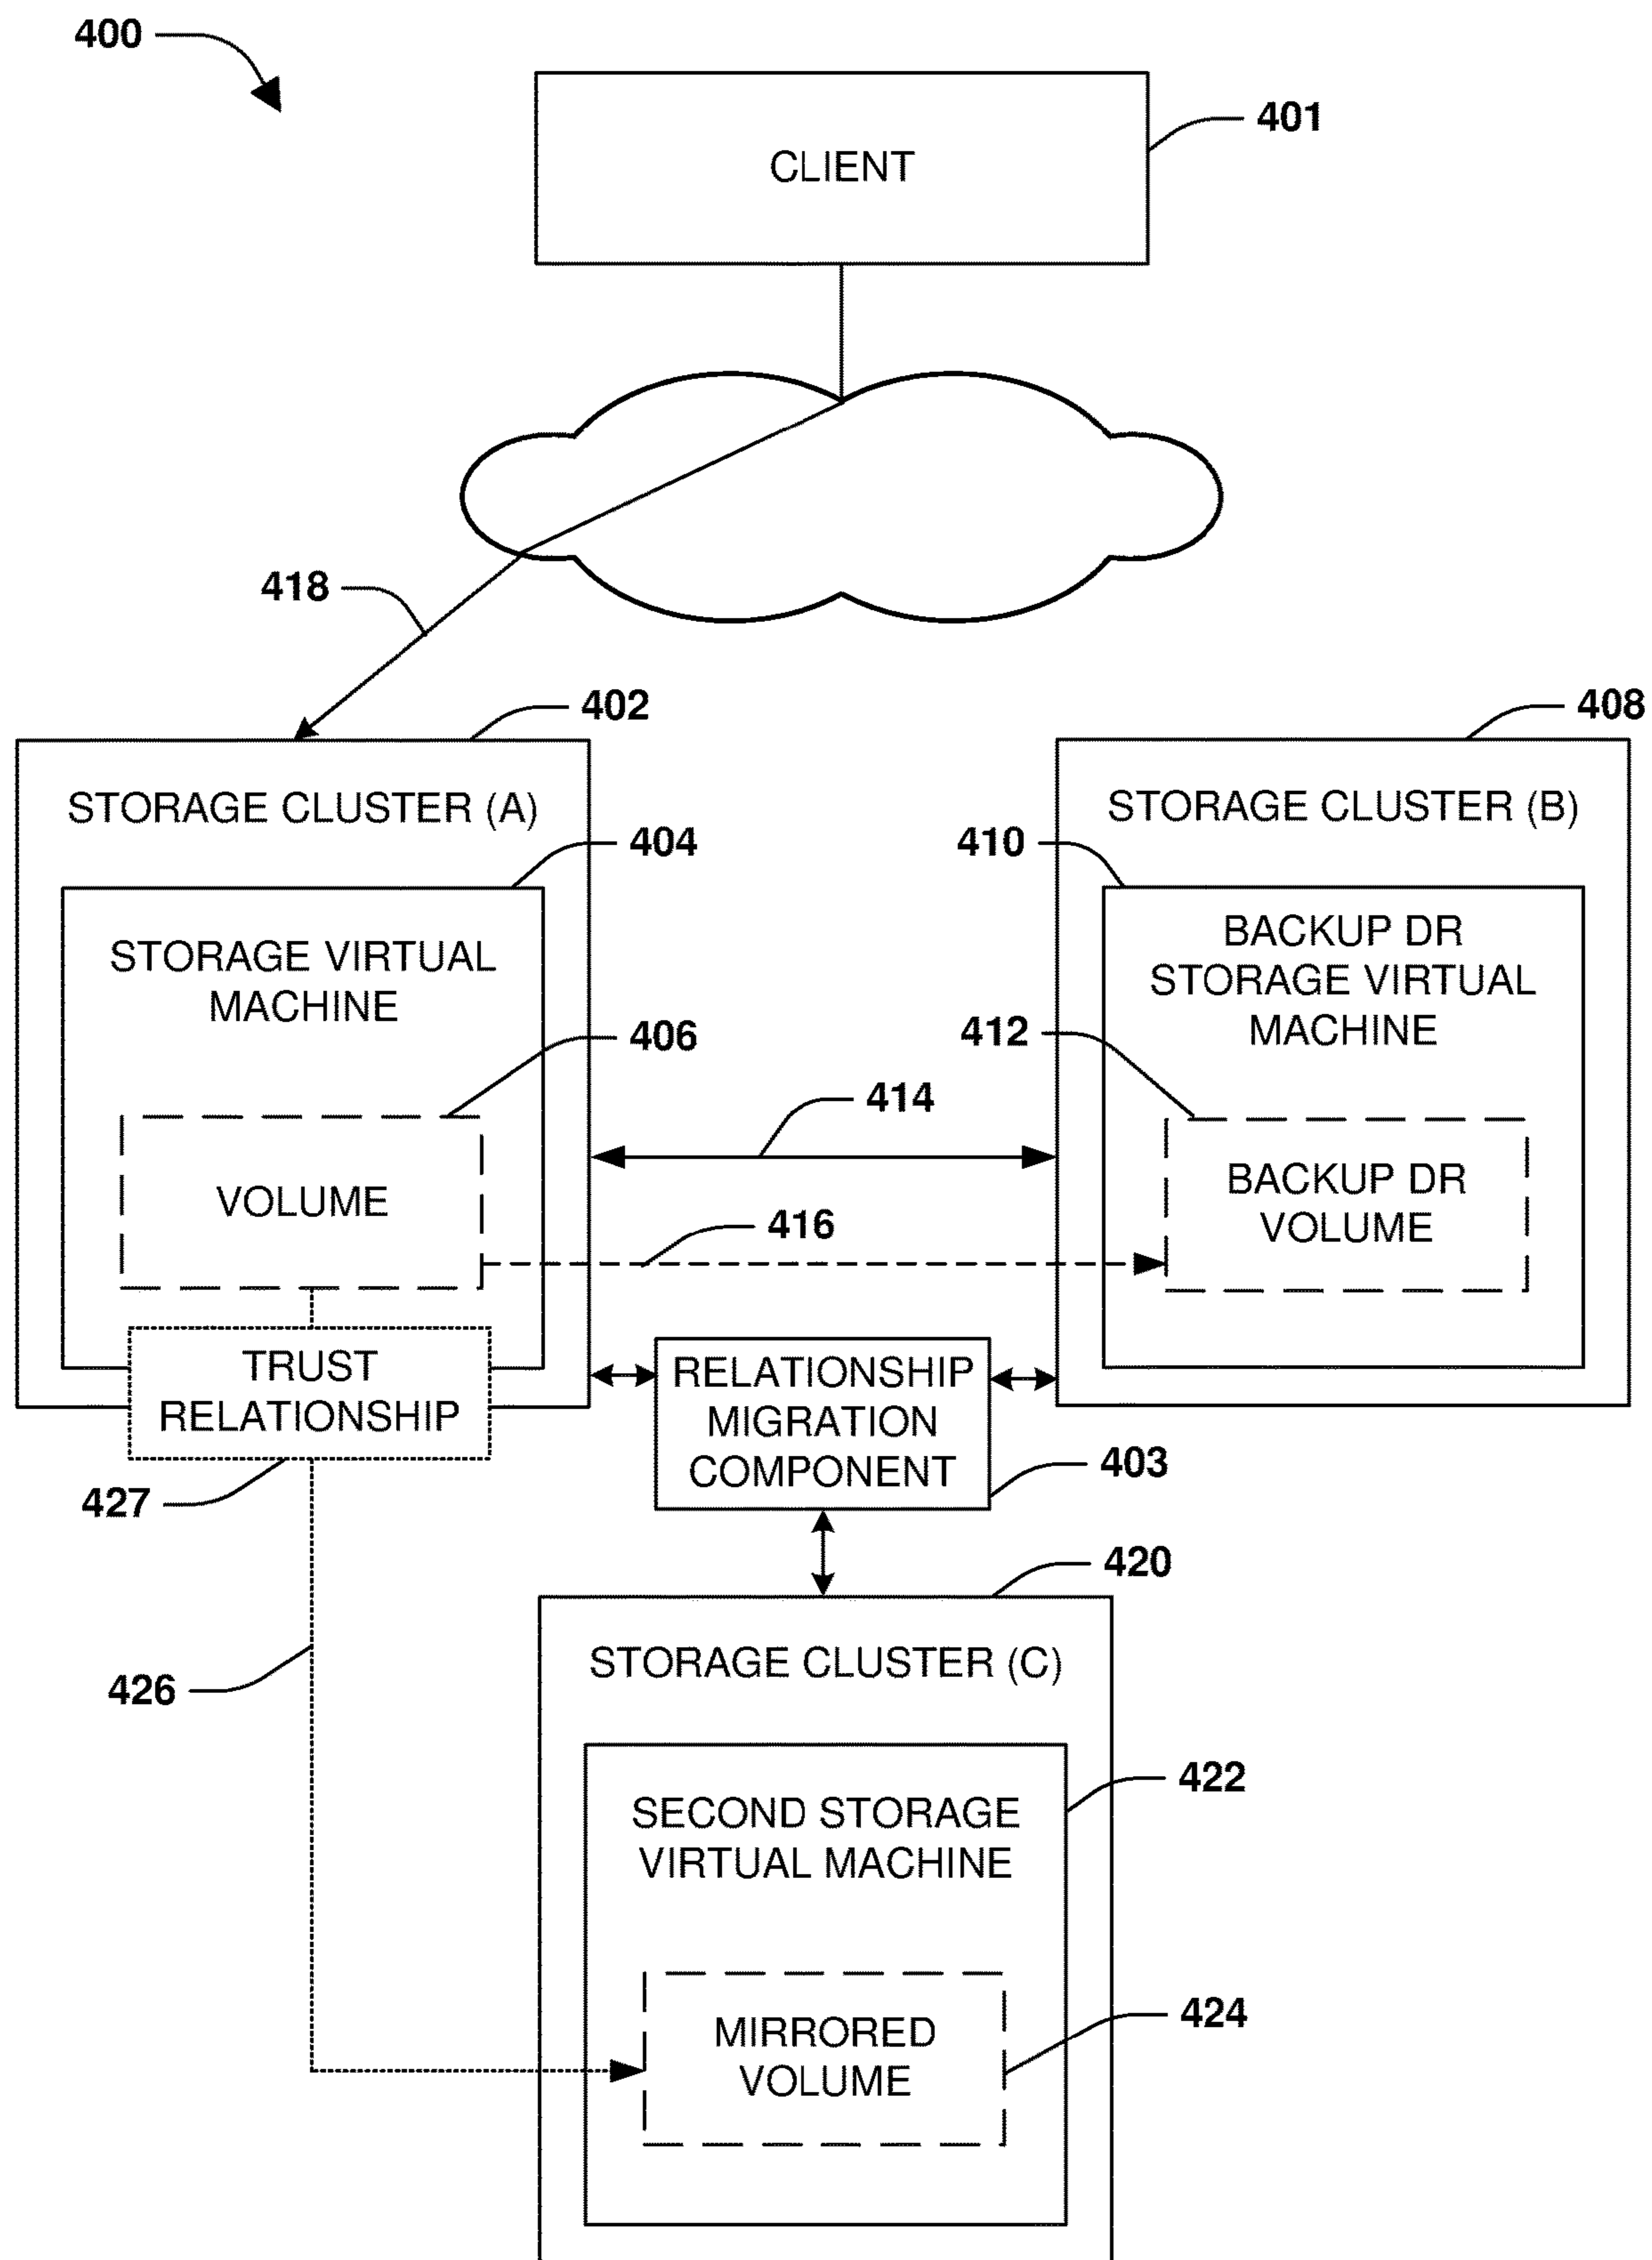 400
401
CLIENT
418
402
408
STORAGE CLUSTER (A)
STORAGE CLUSTER (B)
404
410
STORAGE VIRTUAL
MACHINE
BACKUP DR
STORAGE VIRTUAL
MACHINE
406
412
414
VOLUME
BACKUP DR
VOLUME
416
TRUST
RELATIONSHIP
RELATIONSHIP
MIGRATION
COMPONENT
403
427
420
STORAGE CLUSTER (C)
426
422
SECOND STORAGE
VIRTUAL MACHINE
424
MIRRORED
VOLUME